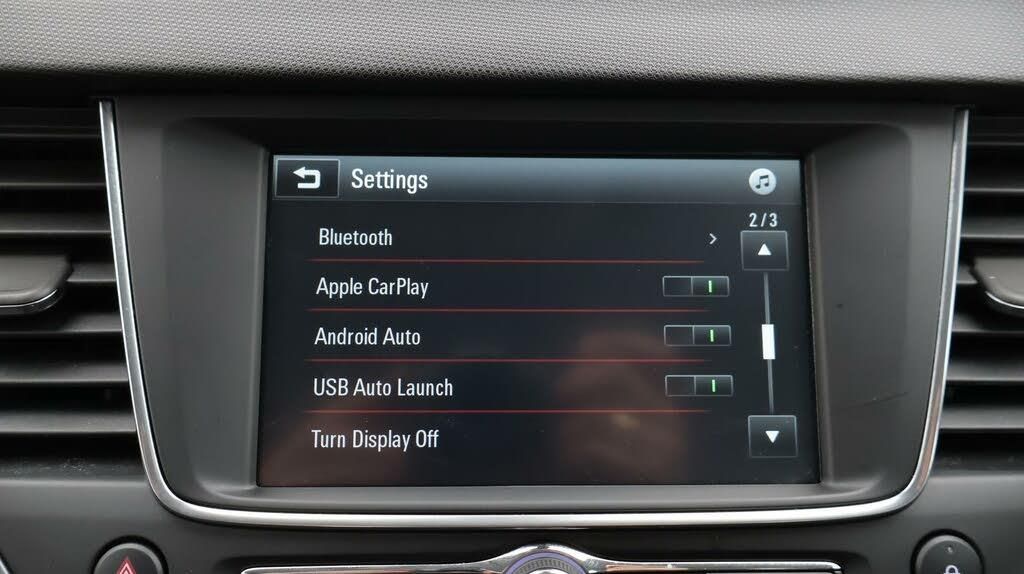 Settings
2/3
Bluetooth
Apple CarPlay
Android Auto
USB Auto Launch
Turn Display Off